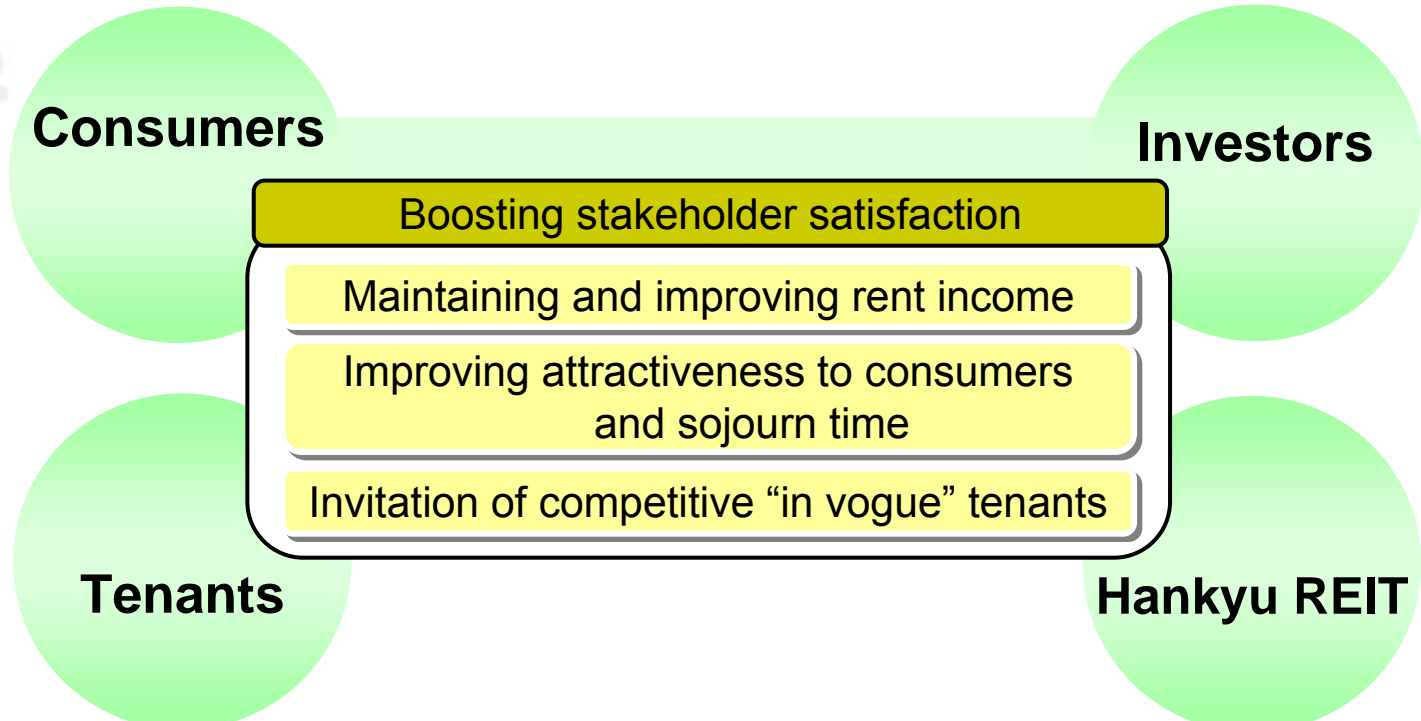 Consumers
Investors
Boosting stakeholder satisfaction
Maintaining and improving rent income
Improving attractiveness to consumers
and sojourn time
Invitation of competitive “in vogue” tenants
Tenants
Hankyu REIT